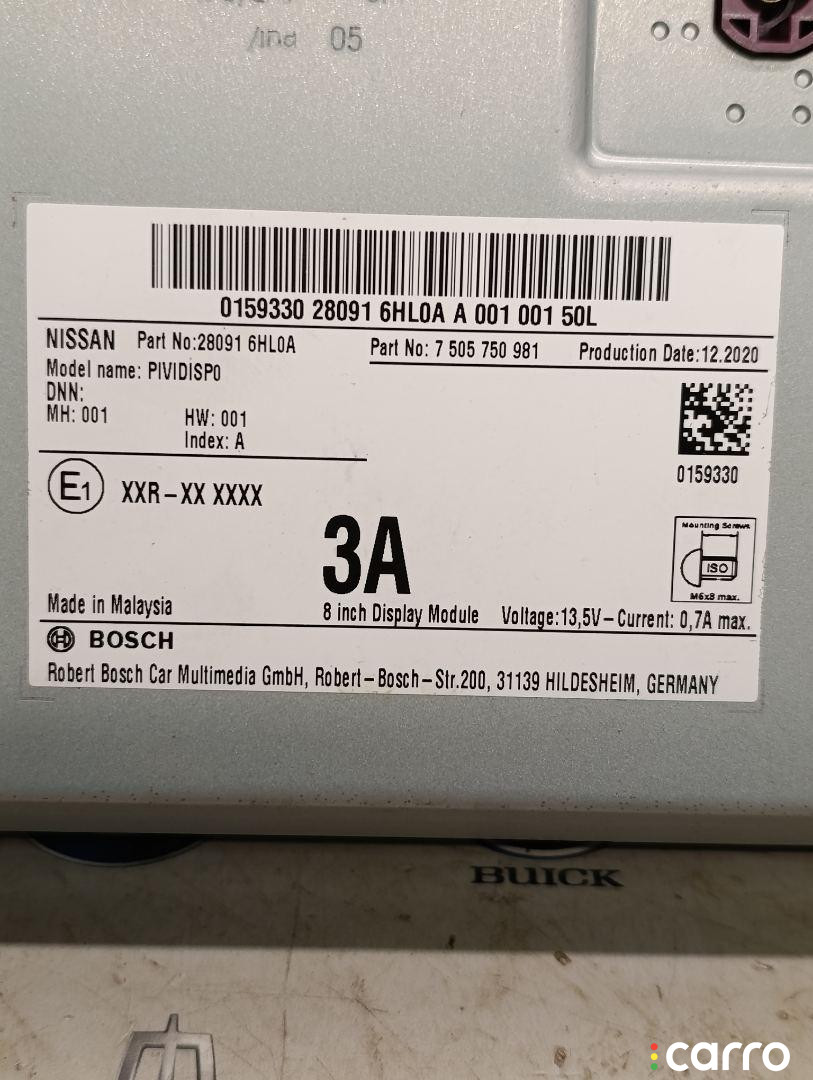 /ind 05
0159330 28091 6HL0A A 001 001 50L
NISSAN Part No:28091 6HL0A
Part No: 7 505 750 981 Production Date:12.2020
Model name: PIVIDISP0
DNN:
MH: 001 HW: 001
Index: A
0159330
E1 XXR-XX XXXX
3A
Mounting Screws
ISO
M6x8 max.
Made in Malaysia
8 inch Display Module Voltage:13,5V-Current: 0,7A max.
BOSCH
Robert Bosch Car Multimedia GmbH, Robert-Bosch-Str.200, 31139 HILDESHEIM, GERMANY
BUICK
carro